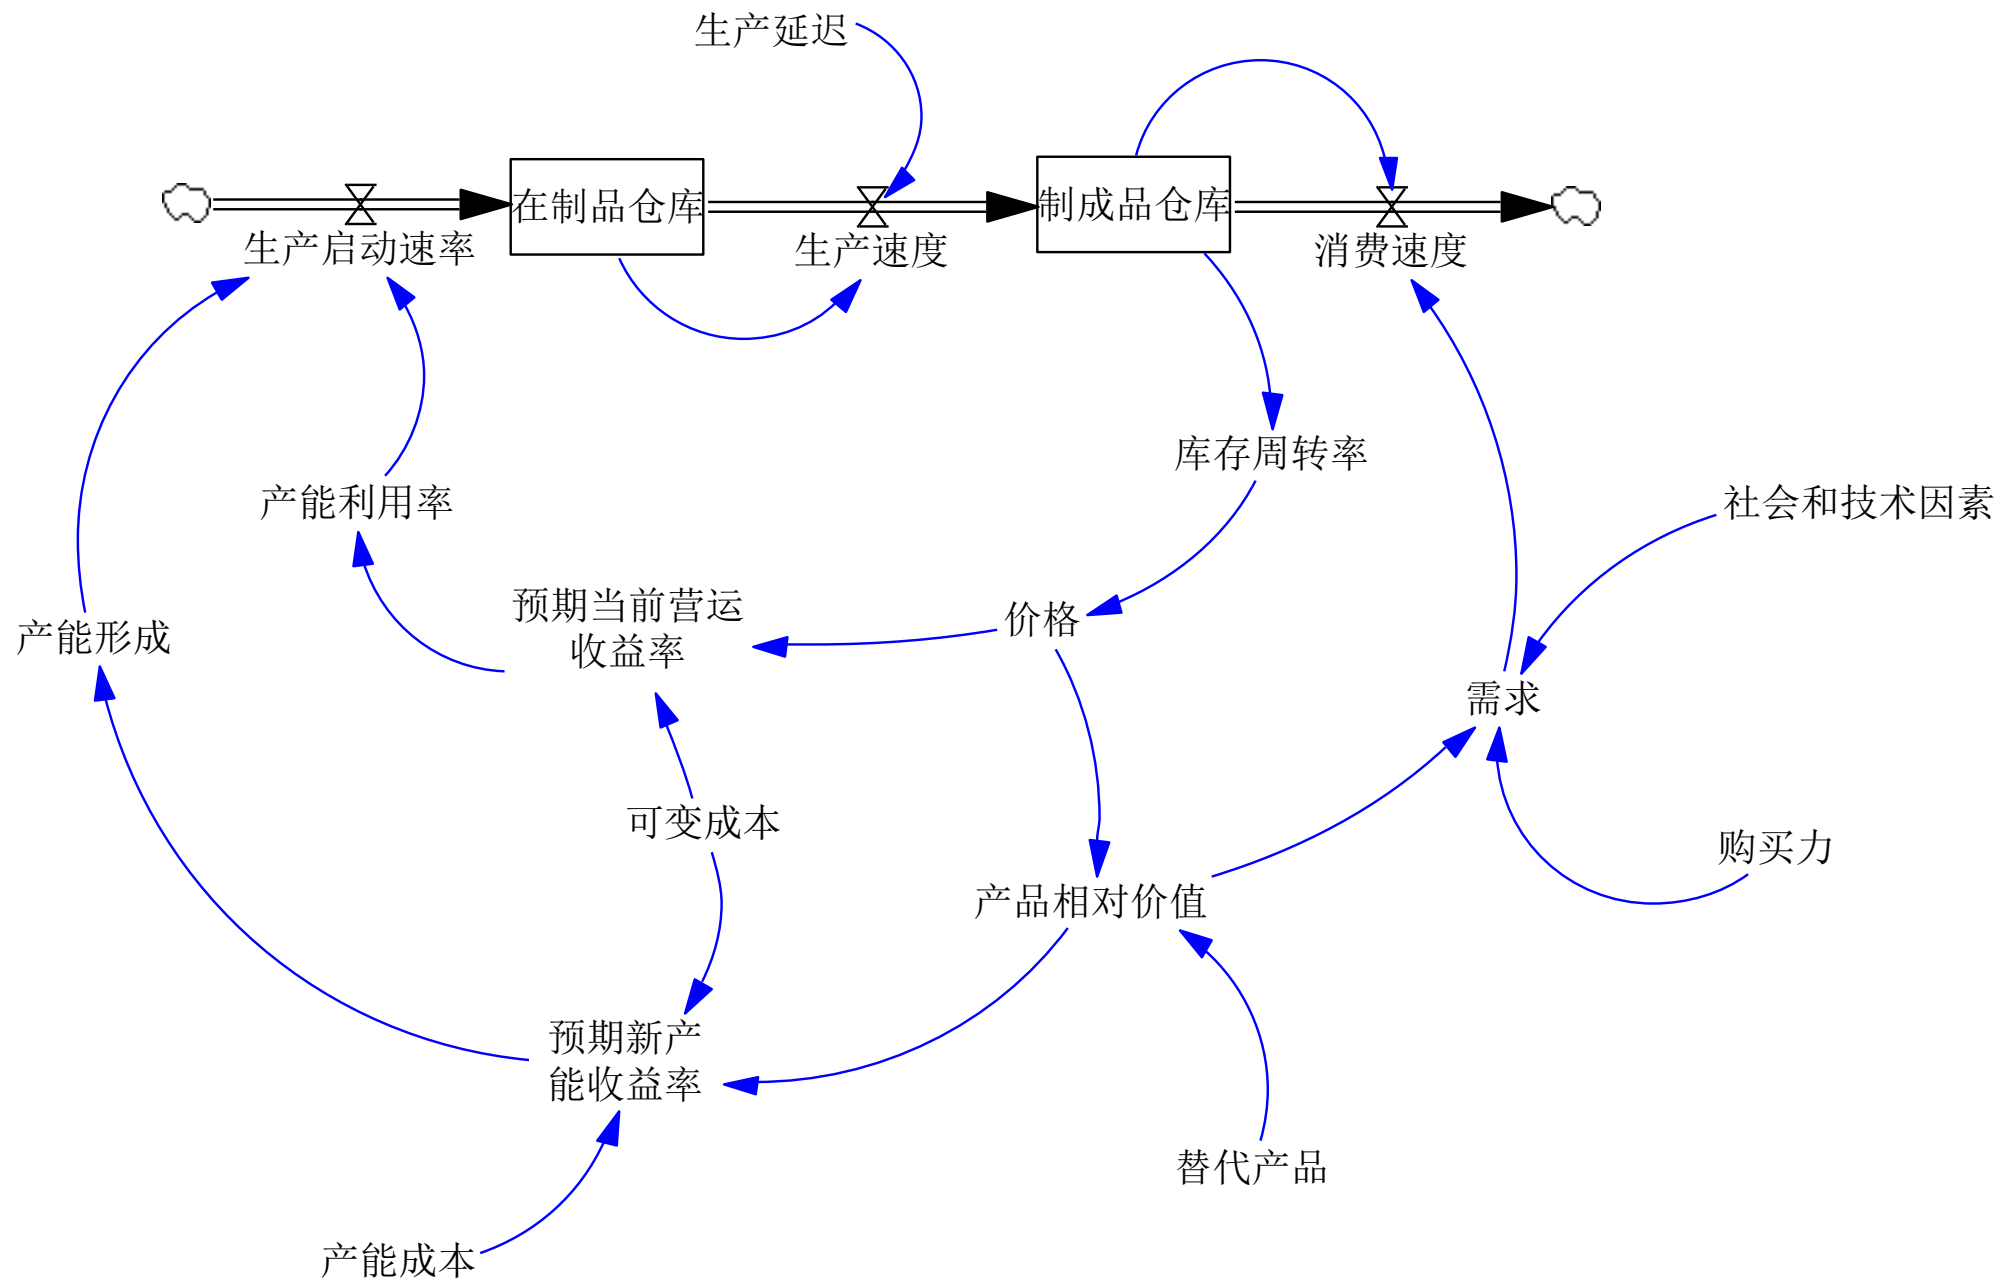 生产延迟
在制品仓库
制成品仓库
生产启动速率
生产速度
消费速度
库存周转率
产能利用率
社会和技术因素
预期当前营运
收益率
价格
产能形成
需求
可变成本
购买力
产品相对价值
预期新产
能收益率
替代产品
产能成本